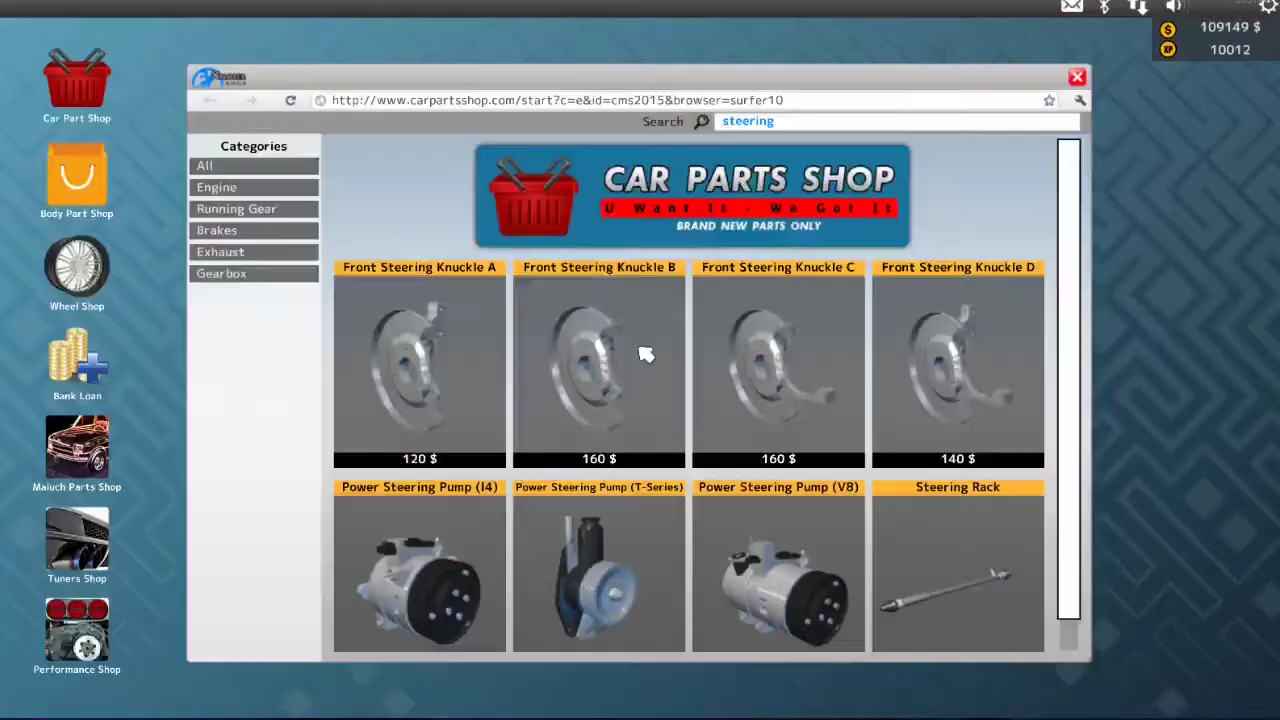 109149 $
XP
10012
Car Part Shop
Body Part Shop
Wheel Shop
Bank Loan
Maluch Parts Shop
Tuners Shop
Performance Shop
http://www.carpartsshop.com/start?c=e&id=cms2015&browser=surfer10
Search
steering
Categories
All
Engine
Running Gear
Brakes
Exhaust
Gearbox
CAR PARTS SHOP
U Want It - We Got It
BRAND NEW PARTS ONLY
Front Steering Knuckle A
Front Steering Knuckle B
Front Steering Knuckle C
Front Steering Knuckle D
120 $
160 $
160 $
140 $
Power Steering Pump (I4)
Power Steering Pump (T-Series)
Power Steering Pump (V8)
Steering Rack